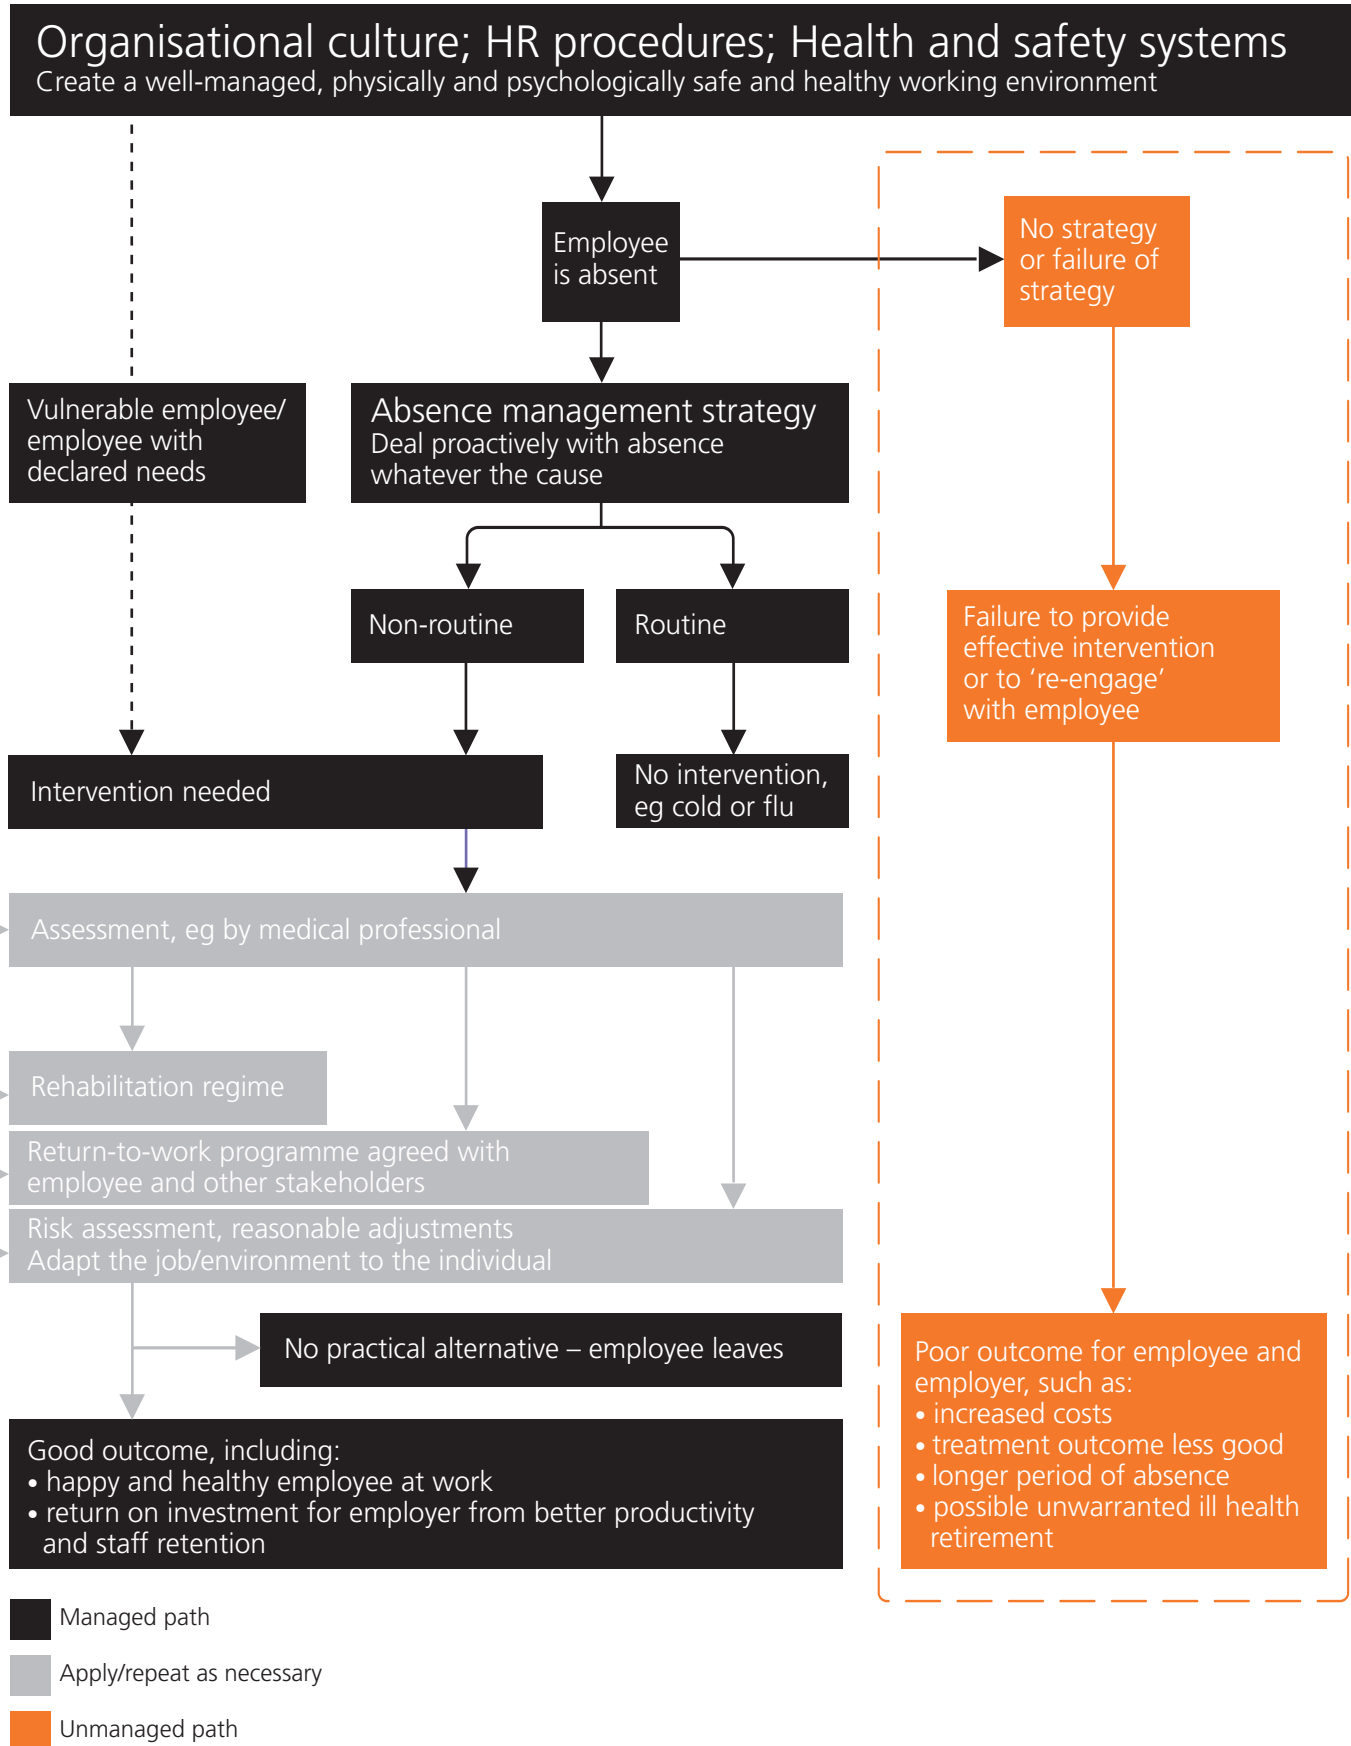 Organisational culture; HR procedures; Health and safety systems
Create a well-managed, physically and psychologically safe and healthy working environment
Employee
is absent
No strategy
or failure of
strategy
Vulnerable employee/
employee with
declared needs
Absence management strategy
Deal proactively with absence
whatever the cause
Non-routine
Routine
Failure to provide
effective intervention
or to ‘re-engage’
with employee
Intervention needed
No intervention,
eg cold or flu
Assessment, eg by medical professional
Rehabilitation regime
Return-to-work programme agreed with
employee and other stakeholders
Risk assessment, reasonable adjustments
Adapt the job/environment to the individual
No practical alternative – employee leaves
Poor outcome for employee and
employer, such as:
• increased costs
• treatment outcome less good
• longer period of absence
• possible unwarranted ill health
retirement
Good outcome, including:
• happy and healthy employee at work
• return on investment for employer from better productivity
and staff retention
Managed path
Apply/repeat as necessary
Unmanaged path